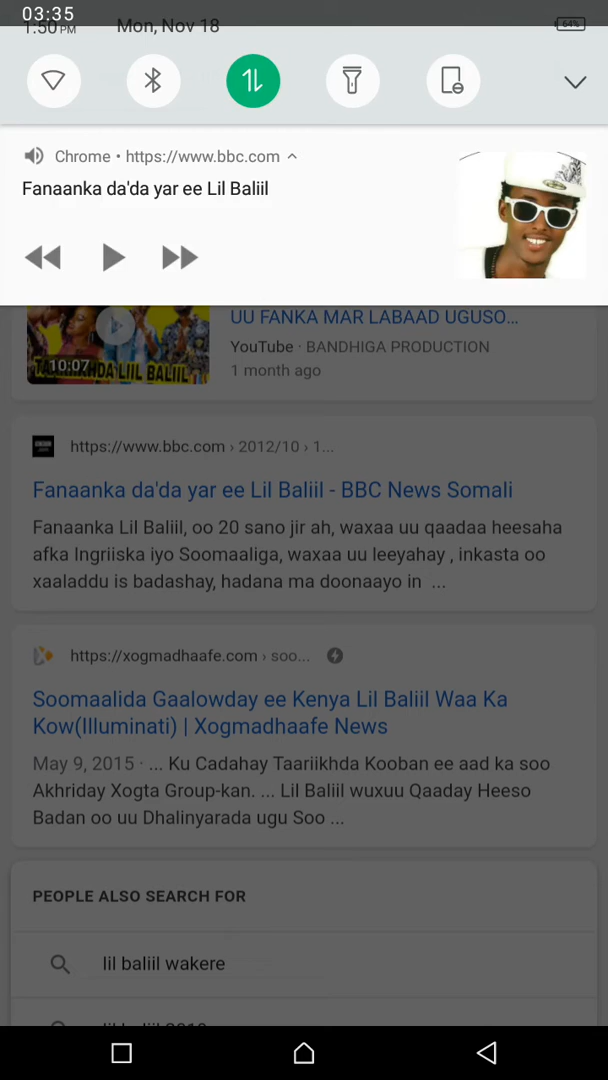 03:35
1:50 PM Mon, Nov 18 64%
Chrome • https://www.bbc.com
Fanaanka da'da yar ee Lil Baliil
UU FANKA MAR LABAAD UGUSO...
YouTube · BANDHIGA PRODUCTION
1 month ago
10:07
LIIL BALIIL
https://www.bbc.com › 2012/10 › 1...
Fanaanka da'da yar ee Lil Baliil - BBC News Somali
Fanaanka Lil Baliil, oo 20 sano jir ah, waxaa uu qaadaa heesaha
afka Ingriiska iyo Soomaaliga, waxaa uu leeyahay , inkasta oo
xaaladdu is badashay, hadana ma doonaayo in ...
https://xogmadhaafe.com › soo...
Soomaalida Gaalowday ee Kenya Lil Baliil Waa Ka
Kow(Illuminati) | Xogmadhaafe News
May 9, 2015 · ... Ku Cadahay Taariikhda Kooban ee aad ka soo
Akhriday Xogta Group-kan. ... Lil Baliil wuxuu Qaaday Heeso
Badan oo uu Dhalinyarada ugu Soo ...
PEOPLE ALSO SEARCH FOR
lil baliil wakere